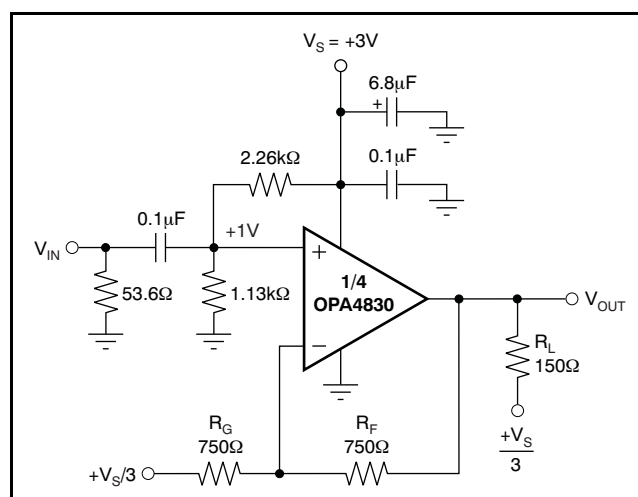 V_S = +3V
6.8μF
+
2.26kΩ
0.1μF
0.1μF
+1V
V_IN
+
1/4
OPA4830
−
53.6Ω
1.13kΩ
V_OUT
R_L
150Ω
R_G
750Ω
R_F
750Ω
+V_S/3
+V_S
3